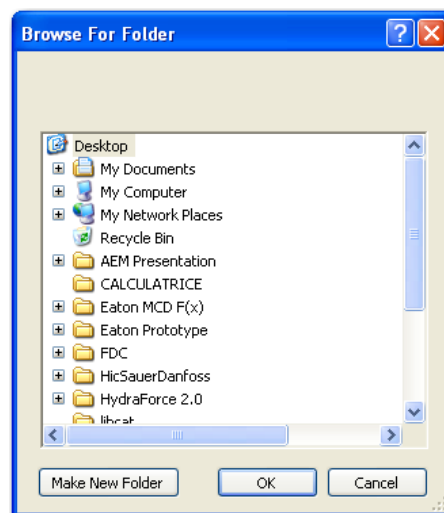 Browse For Folder
Desktop
My Documents
My Computer
My Network Places
Recycle Bin
AEM Presentation
CALCULATRICE
Eaton MCD F(x)
Eaton Prototype
FDC
HicSauerDanfoss
HydraForce 2.0
libcat
Make New Folder OK Cancel